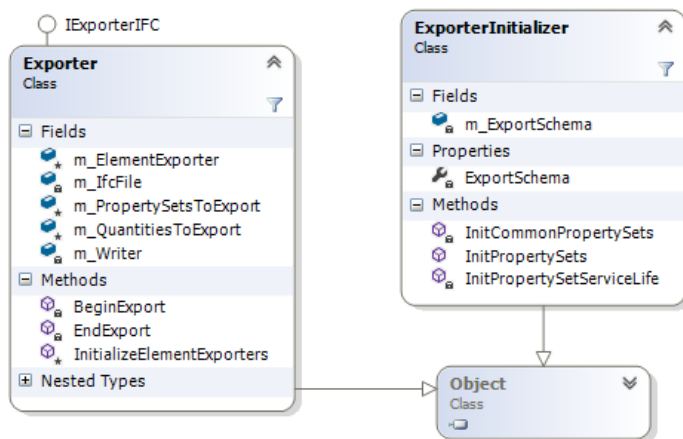 IExporterIFC
Exporter
Class
Fields
m_ElementExporter
m_IfcFile
m_PropertySetsToExport
m_QuantitiesToExport
m_Writer
Methods
BeginExport
EndExport
InitializeElementExporters
Nested Types
ExporterInitializer
Class
Fields
m_ExportSchema
Properties
ExportSchema
Methods
InitCommonPropertySets
InitPropertySets
InitPropertySetServiceLife
Object
Class